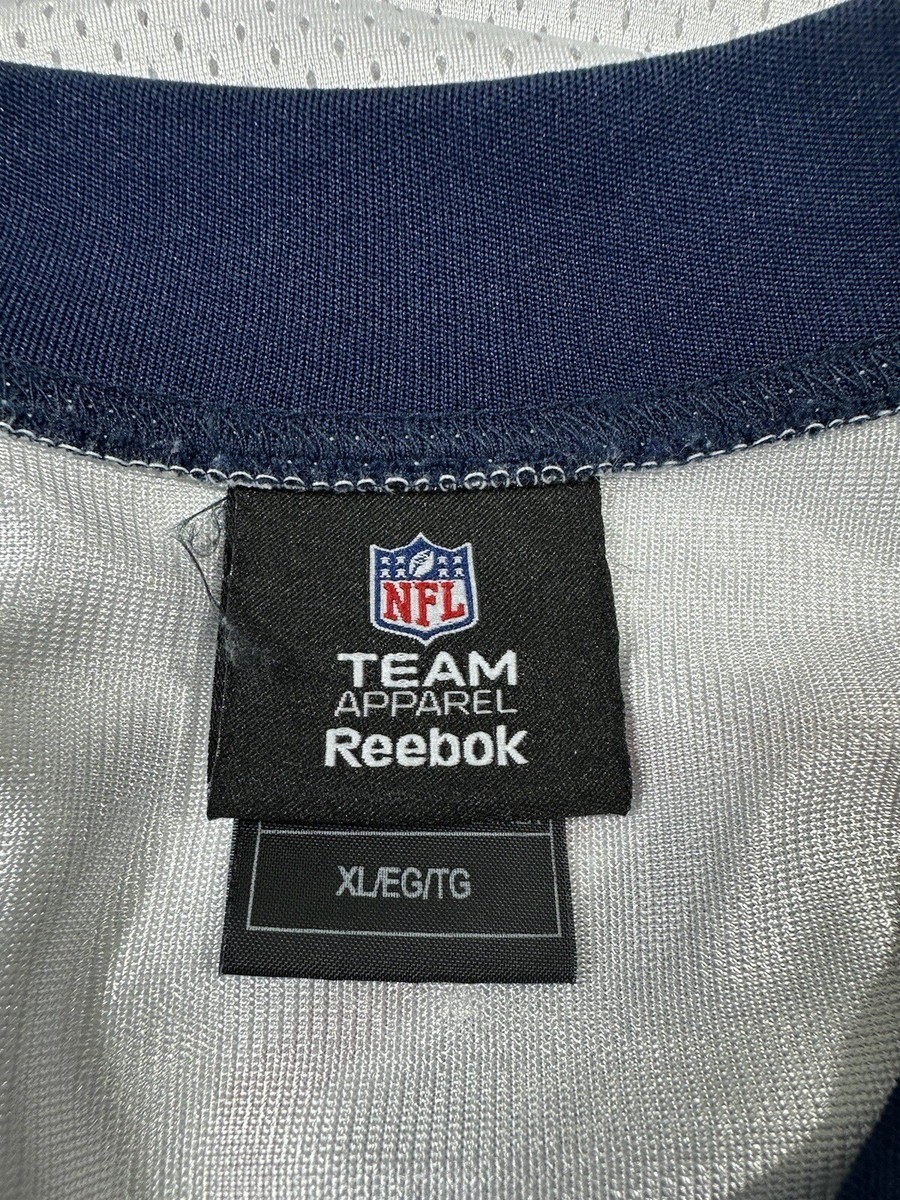 NFL
TEAM
APPAREL
Reebok
XL/EG/TG